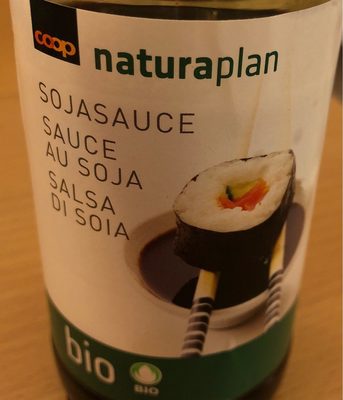 coop
naturaplan
SOJASAUCE
SAUCE
AU SOJA
SALSA
DI SOIA
bio
BIO